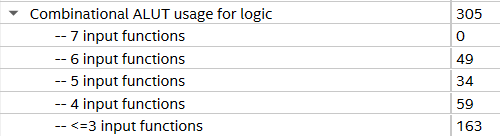 Combinational ALUT usage for logic 305
-- 7 input functions 0
-- 6 input functions 49
-- 5 input functions 34
-- 4 input functions 59
-- <=3 input functions 163